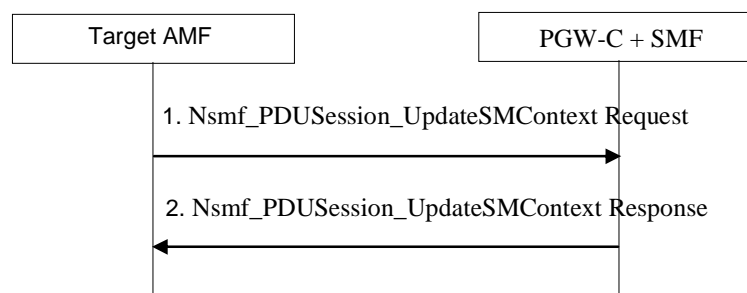 Target AMF
PGW-C + SMF
1. Nsmf_PDUSession_UpdateSMContext Request
2. Nsmf_PDUSession_UpdateSMContext Response